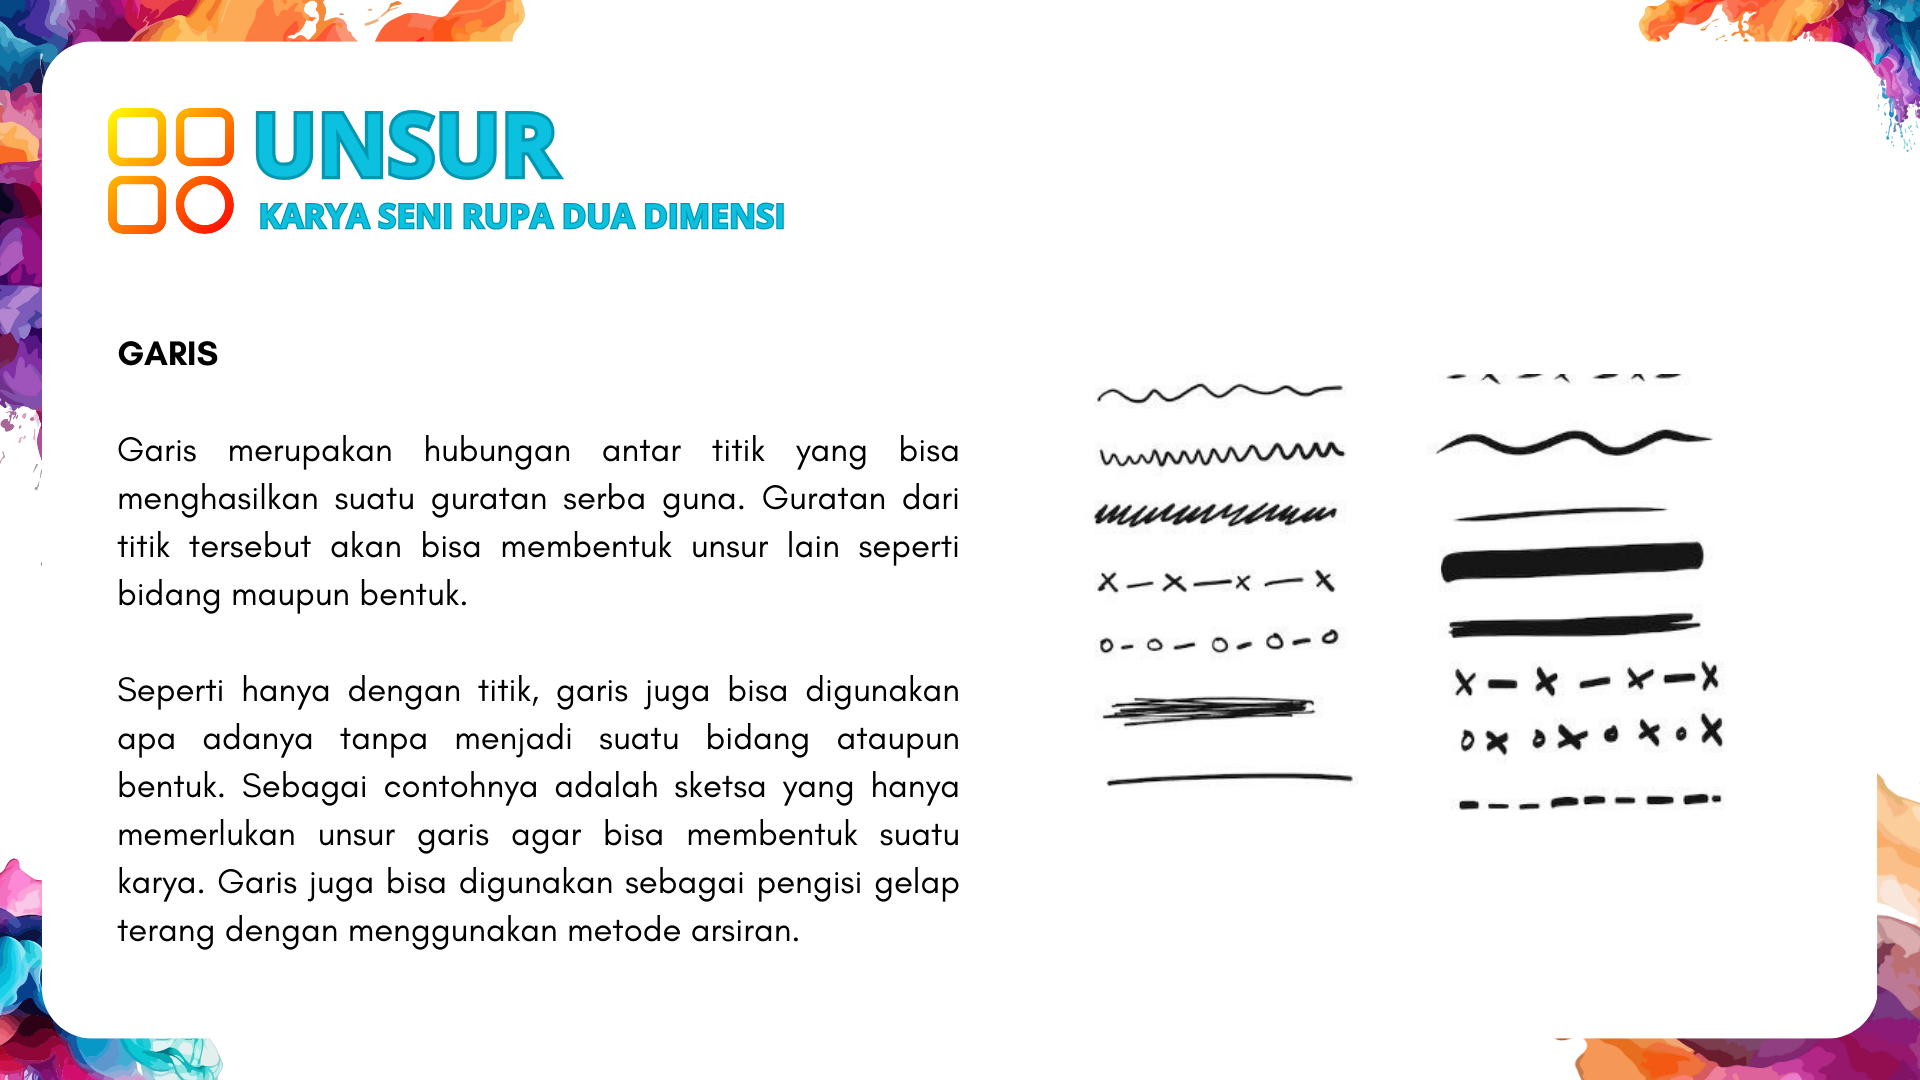 UNSUR
KARYA SENI RUPA DUA DIMENSI
GARIS
Garis merupakan hubungan antar titik yang bisa
menghasilkan suatu guratan serba guna. Guratan dari
titik tersebut akan bisa membentuk unsur lain seperti
bidang maupun bentuk.
Seperti hanya dengan titik, garis juga bisa digunakan
apa adanya tanpa menjadi suatu bidang ataupun
bentuk. Sebagai contohnya adalah sketsa yang hanya
memerlukan unsur garis agar bisa membentuk suatu
karya. Garis juga bisa digunakan sebagai pengisi gelap
terang dengan menggunakan metode arsiran.